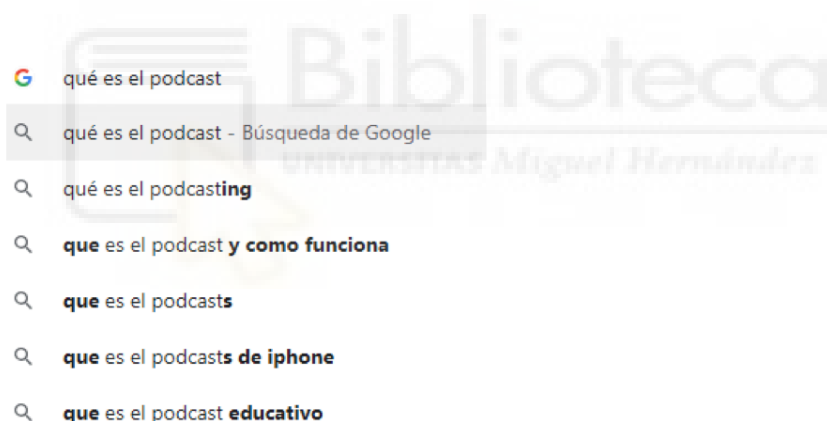 Biblioteca
UNIVERSITAS Miguel Hernández
qué es el podcast
qué es el podcast - Búsqueda de Google
qué es el podcasting
que es el podcast y como funciona
que es el podcasts
que es el podcasts de iphone
que es el podcast educativo